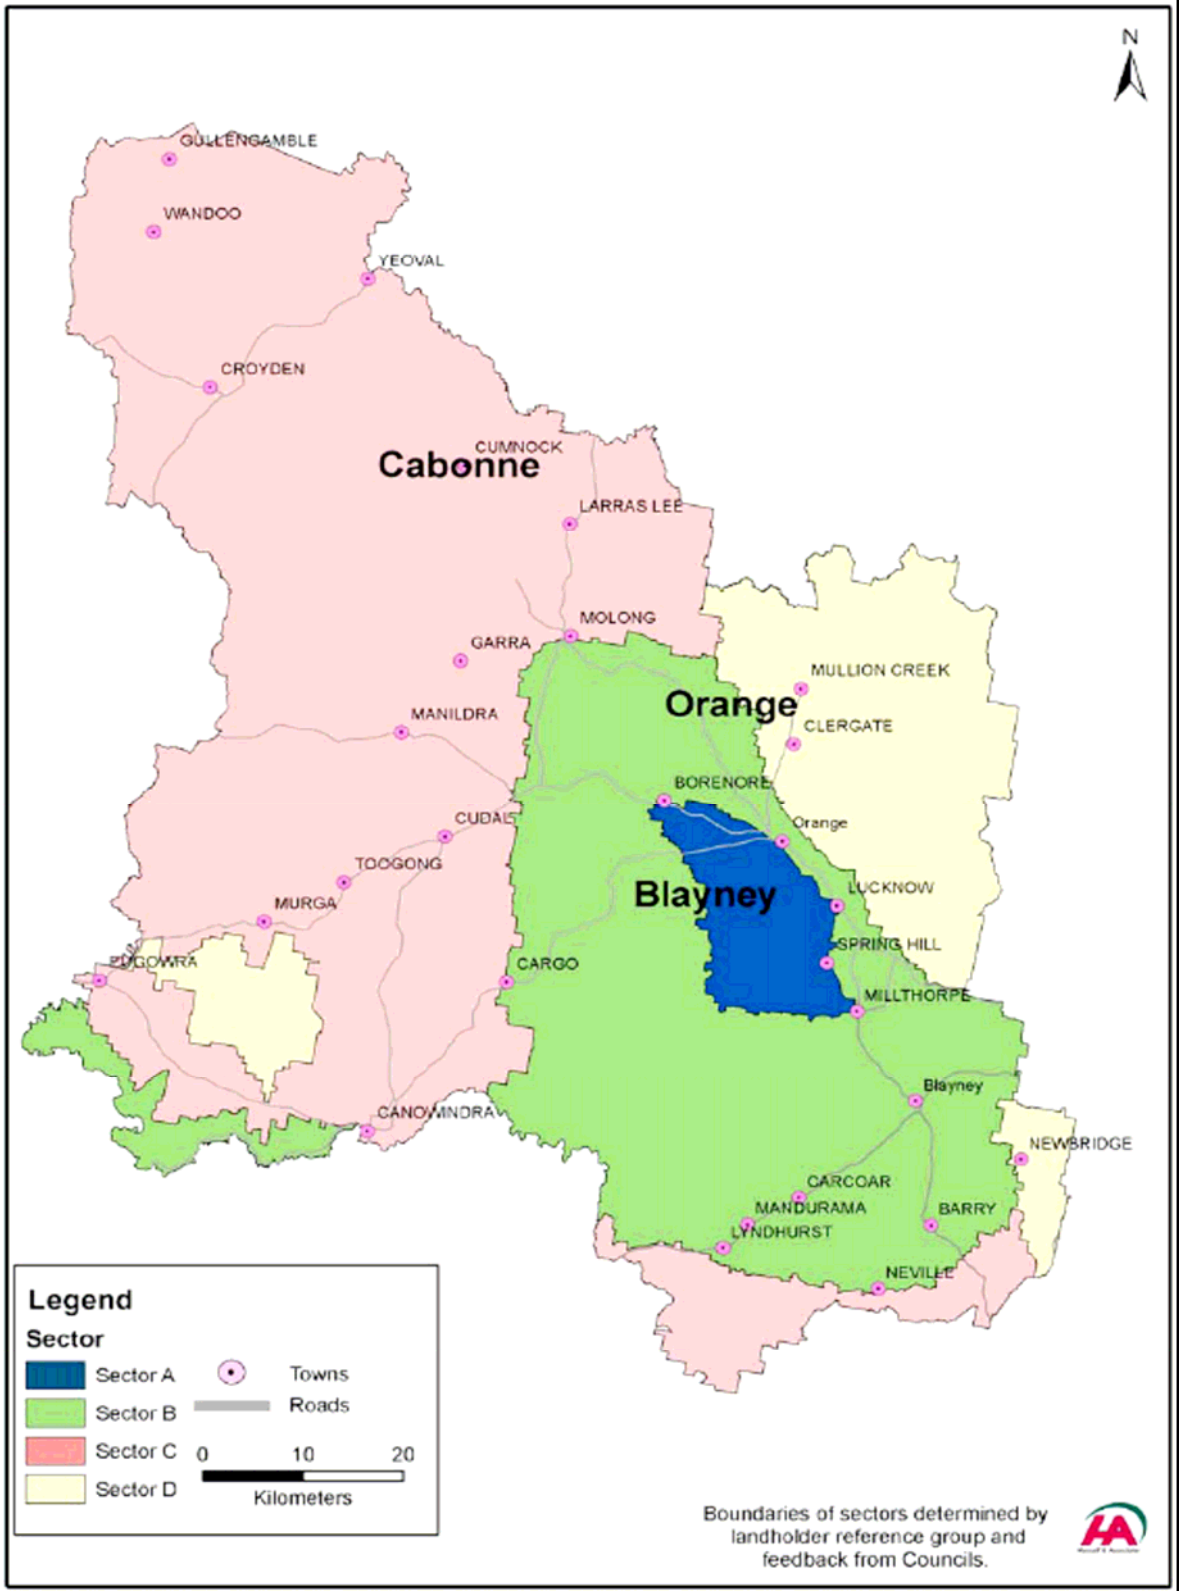 N
GULLENGAMBLE
WANDOO
YEOVAL
CROYDEN
CUMNOCK
Cabonne
LARRAS LEE
MOLONG
GARRA
MULLION CREEK
Orange
MANILDRA
CLERGATE
BORENORE
CUDAL
Orange
TOOGONG
LUCKNOW
Blayney
MURGA
SPRING HILL
EUGOWRA
CARGO
MILLTHORPE
Blayney
CANOWINDRA
NEWBRIDGE
CARCOAR
MANDURAMA
BARRY
LYNDHURST
NEVILLE
Legend
Sector
Sector A
Towns
Sector B
Roads
Sector C
0 10 20
Sector D
Kilometers
Boundaries of sectors determined by
landholder reference group and
feedback from Councils.
HA